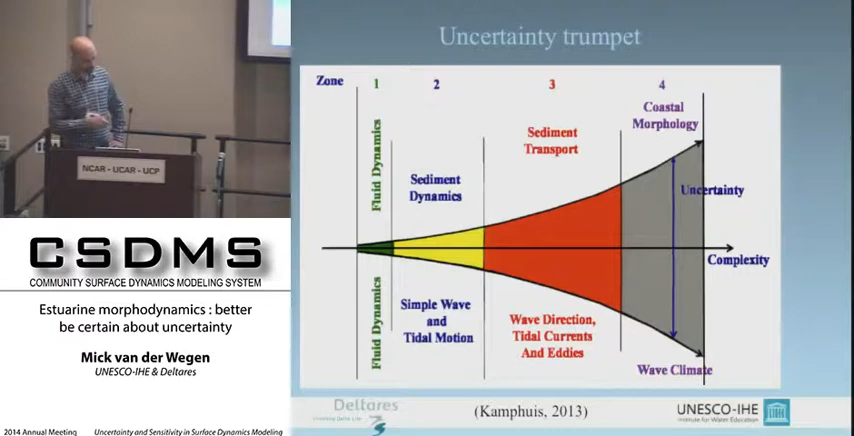 NCAR - UCAR - UCP
CSDMS
COMMUNITY SURFACE DYNAMICS MODELING SYSTEM
Estuarine morphodynamics : better
be certain about uncertainty
Mick van der Wegen
UNESCO-IHE & Deltares
2014 Annual Meeting
Uncertainty and Sensitivity in Surface Dynamics Modeling
Uncertainty trumpet
Zone 1 2 3 4
Fluid Dynamics
Sediment
Dynamics
Sediment
Transport
Coastal
Morphology
Uncertainty
Complexity
Fluid Dynamics
Simple Wave
and
Tidal Motion
Wave Direction,
Tidal Currents
And Eddies
Wave Climate
Deltares
(Kamphuis, 2013)
UNESCO-IHE
Institute for Water Education